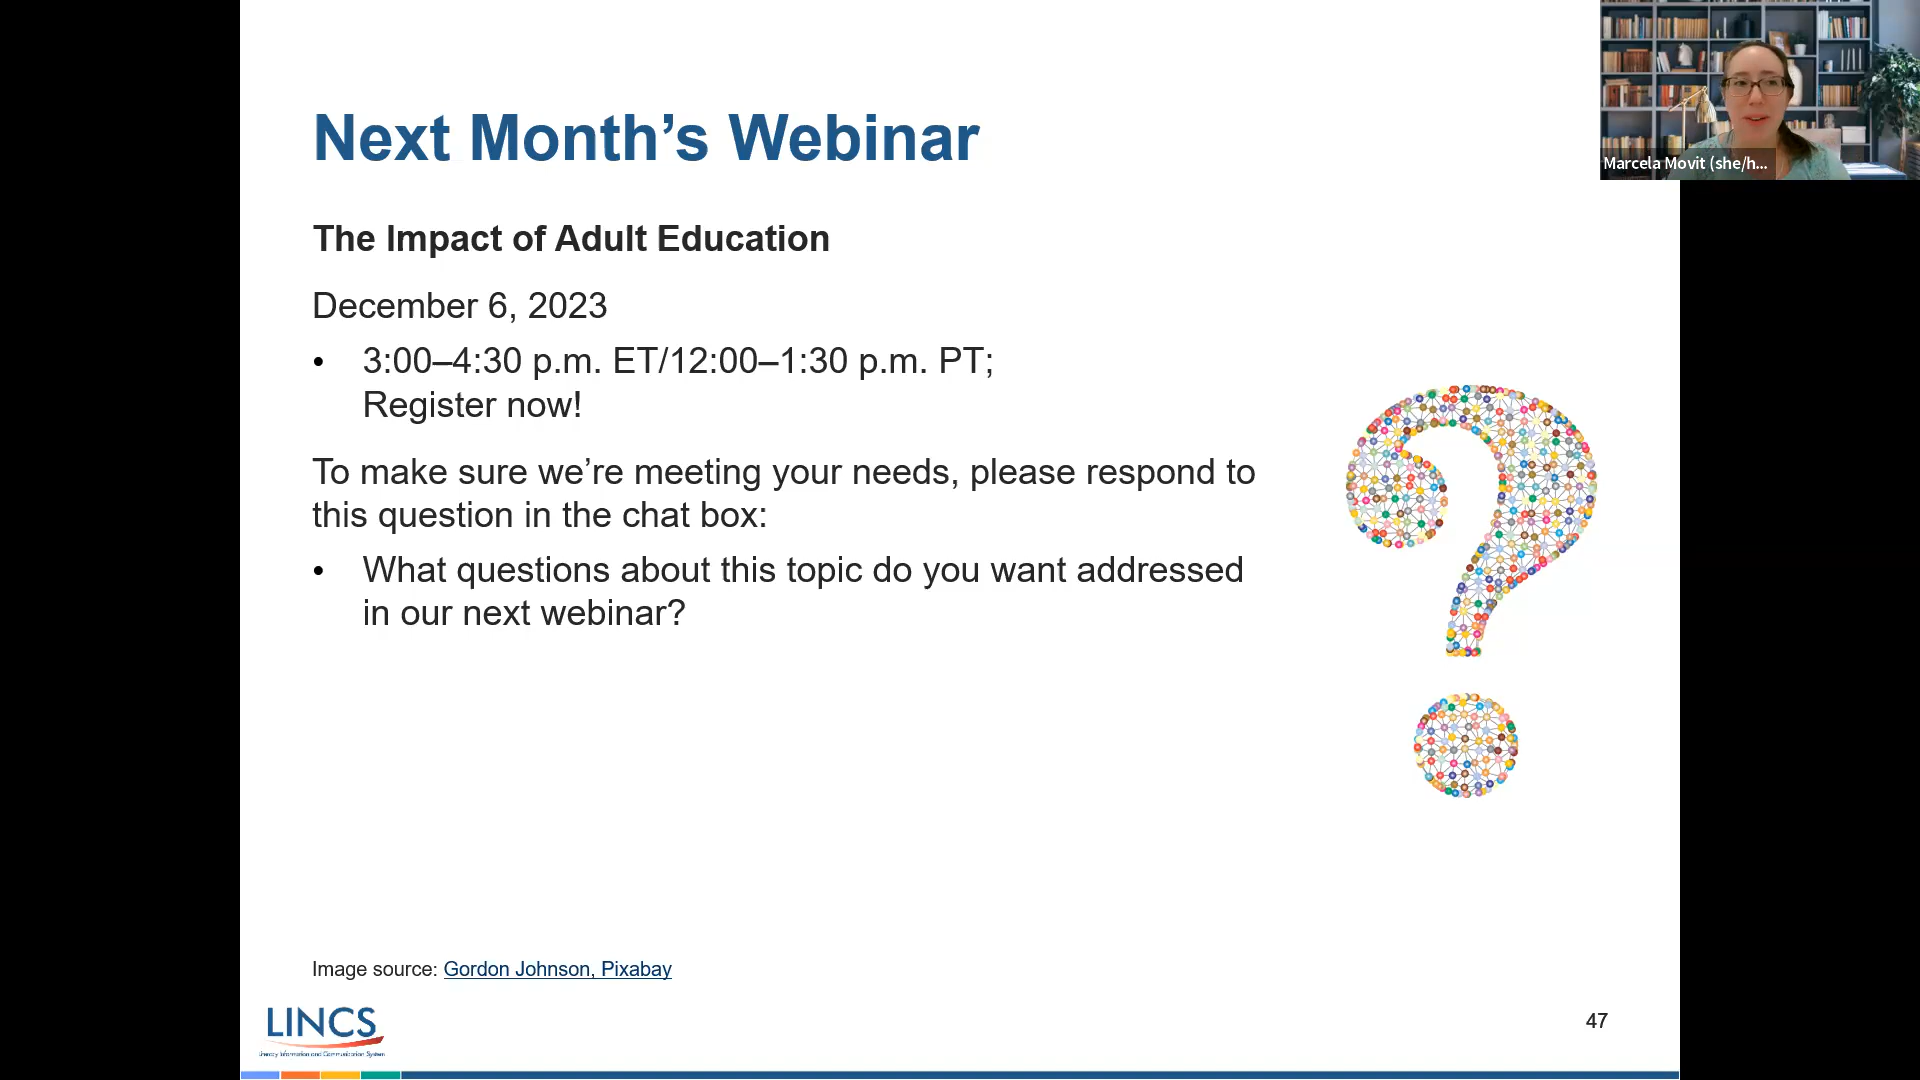 Next Month’s Webinar
Marcela Movit (she/h...
The Impact of Adult Education
December 6, 2023
• 3:00–4:30 p.m. ET/12:00–1:30 p.m. PT;
Register now!
To make sure we’re meeting your needs, please respond to
this question in the chat box:
• What questions about this topic do you want addressed
in our next webinar?
Image source: Gordon Johnson, Pixabay
LINCS
Literacy Information and Communication System
47